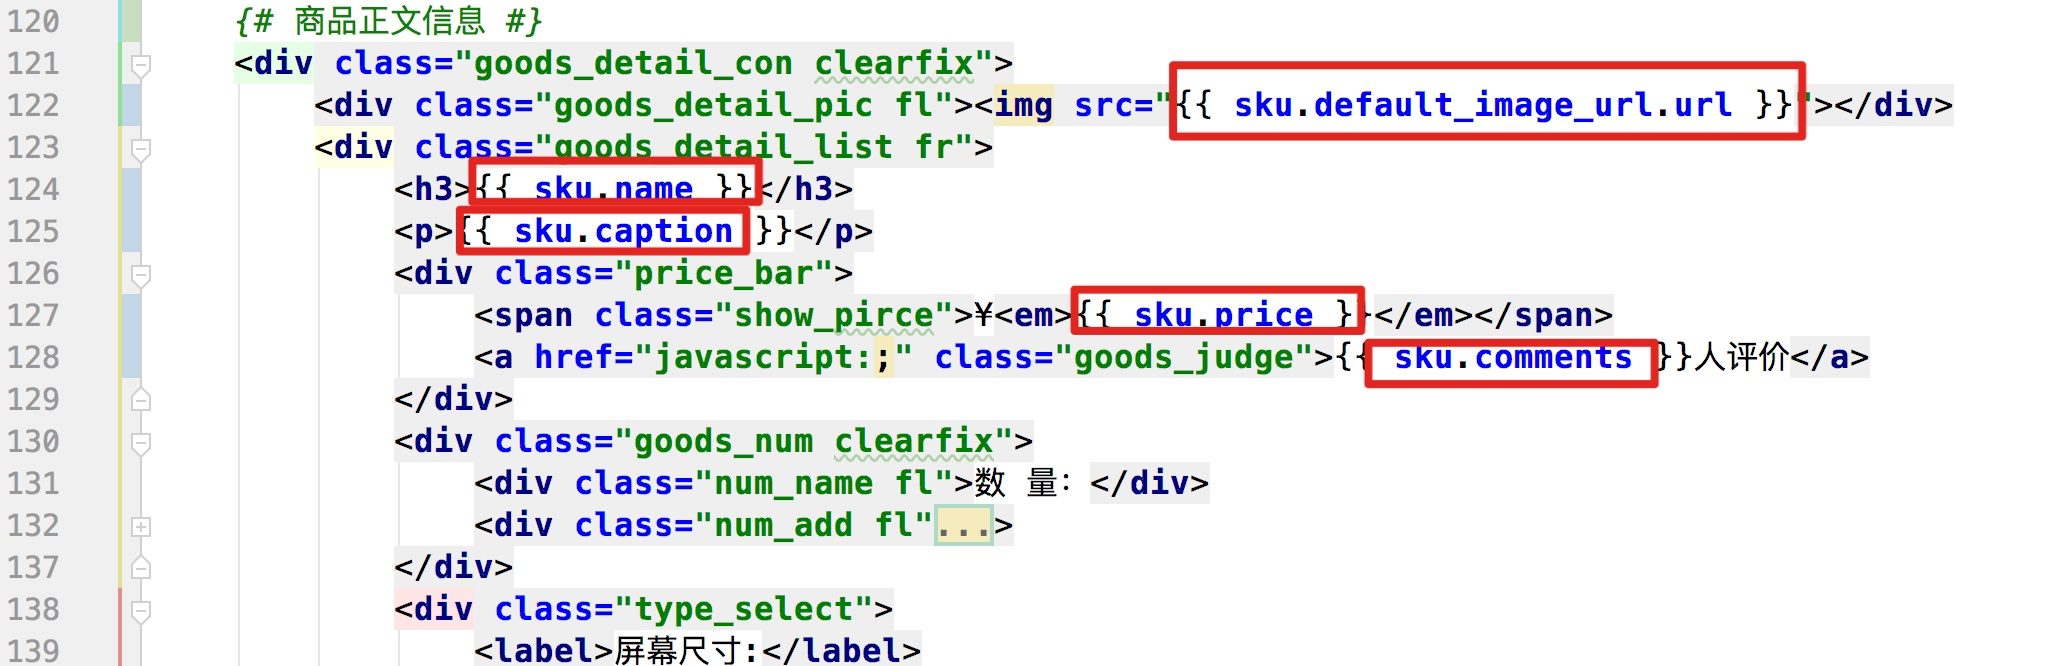 120 {# 商品正文信息 #}
121 <div class="goods_detail_con clearfix">
122 <div class="goods_detail_pic fl"><img src="{{ sku.default_image_url.url }}"></div>
123 <div class="goods_detail_list fr">
124 <h3>{{ sku.name }}</h3>
125 <p>{{ sku.caption }}</p>
126 <div class="price_bar">
127 <span class="show_pirce">¥<em>{{ sku.price }}</em></span>
128 <a href="javascript:;" class="goods_judge">{{ sku.comments }}人评价</a>
129 </div>
130 <div class="goods_num clearfix">
131 <div class="num_name fl">数 量：</div>
132 <div class="num_add fl"...>
137 </div>
138 <div class="type_select">
139 <label>屏幕尺寸:</label>